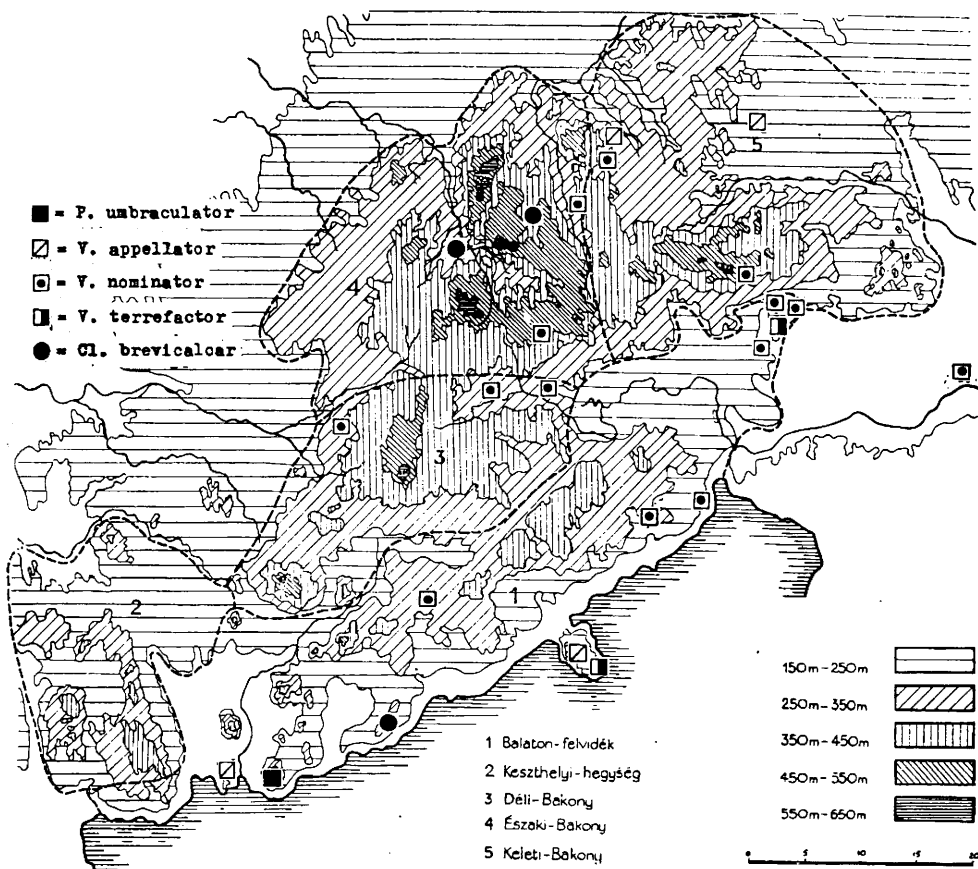 ■ = P. umbraculator
= V. appellator
= V. nominator
= V. terrefactor
● = Cl. brevicalcar
5
4
3
2
1
1 Balaton-felvidék
2 Keszthelyi-hegység
3 Déli-Bakony
4 Északi-Bakony
5 Keleti-Bakony
150m-250m
250m-350m
350m-450m
450m-550m
550m-650m
0 5 10 15 20